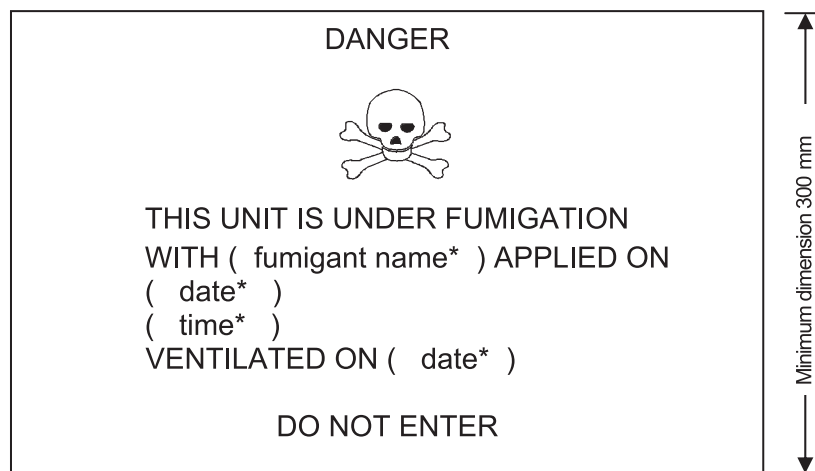 DANGER
THIS UNIT IS UNDER FUMIGATION
WITH ( fumigant name* ) APPLIED ON
( date* )
( time* )
VENTILATED ON ( date* )
DO NOT ENTER
Minimum dimension 300 mm